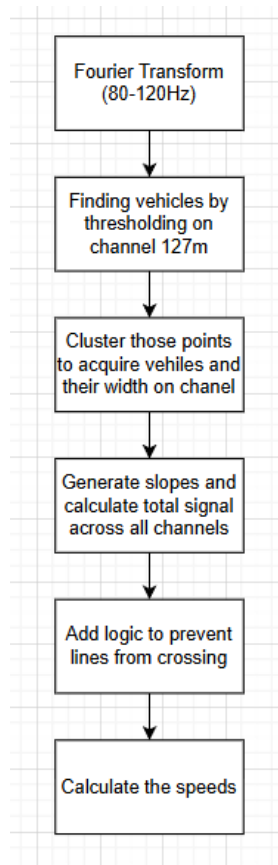 Fourier Transform
(80-120Hz)
Finding vehicles by
thresholding on
channel 127m
Cluster those points
to acquire vehiles and
their width on chanel
Generate slopes and
calculate total signal
across all channels
Add logic to prevent
lines from crossing
Calculate the speeds